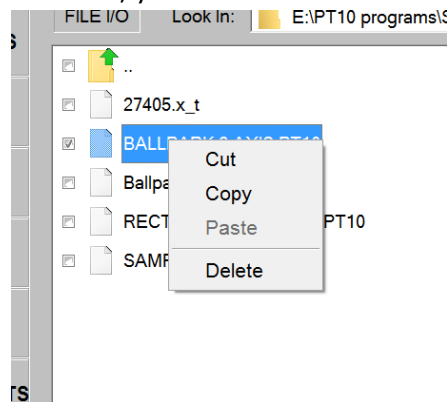 FILE I/O Look In: E:\PT10 programs\S
..
27405.x_t
BALLPARK 3 AXIS.PT10
Cut
Ballpa
Copy
RECT PT10
Paste
SAMP
Delete
TS